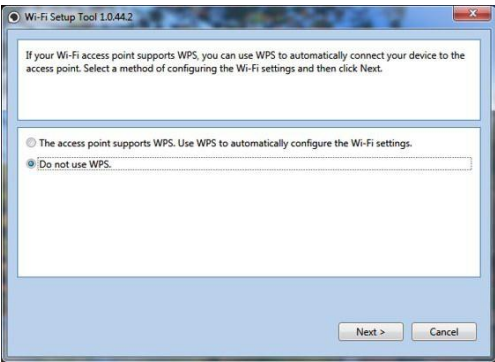 Wi-Fi Setup Tool 1.0.44.2
If your Wi-Fi access point supports WPS, you can use WPS to automatically connect your device to the
access point. Select a method of configuring the Wi-Fi settings and then click Next.
The access point supports WPS. Use WPS to automatically configure the Wi-Fi settings.
Do not use WPS.
Next > Cancel